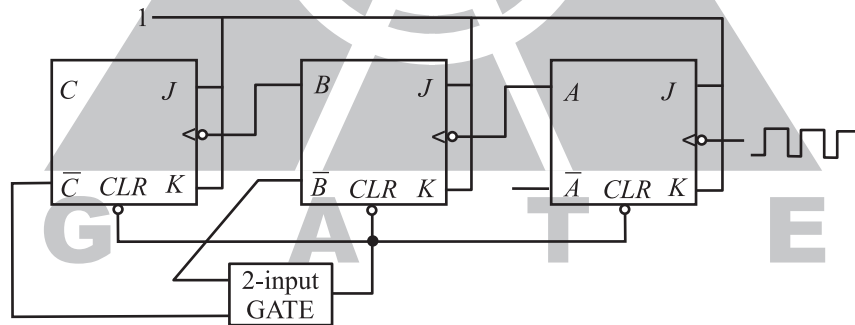 1
C J B J A J
C̅ CLR K B̅ CLR K A̅ CLR K
G A T E
2-input
GATE